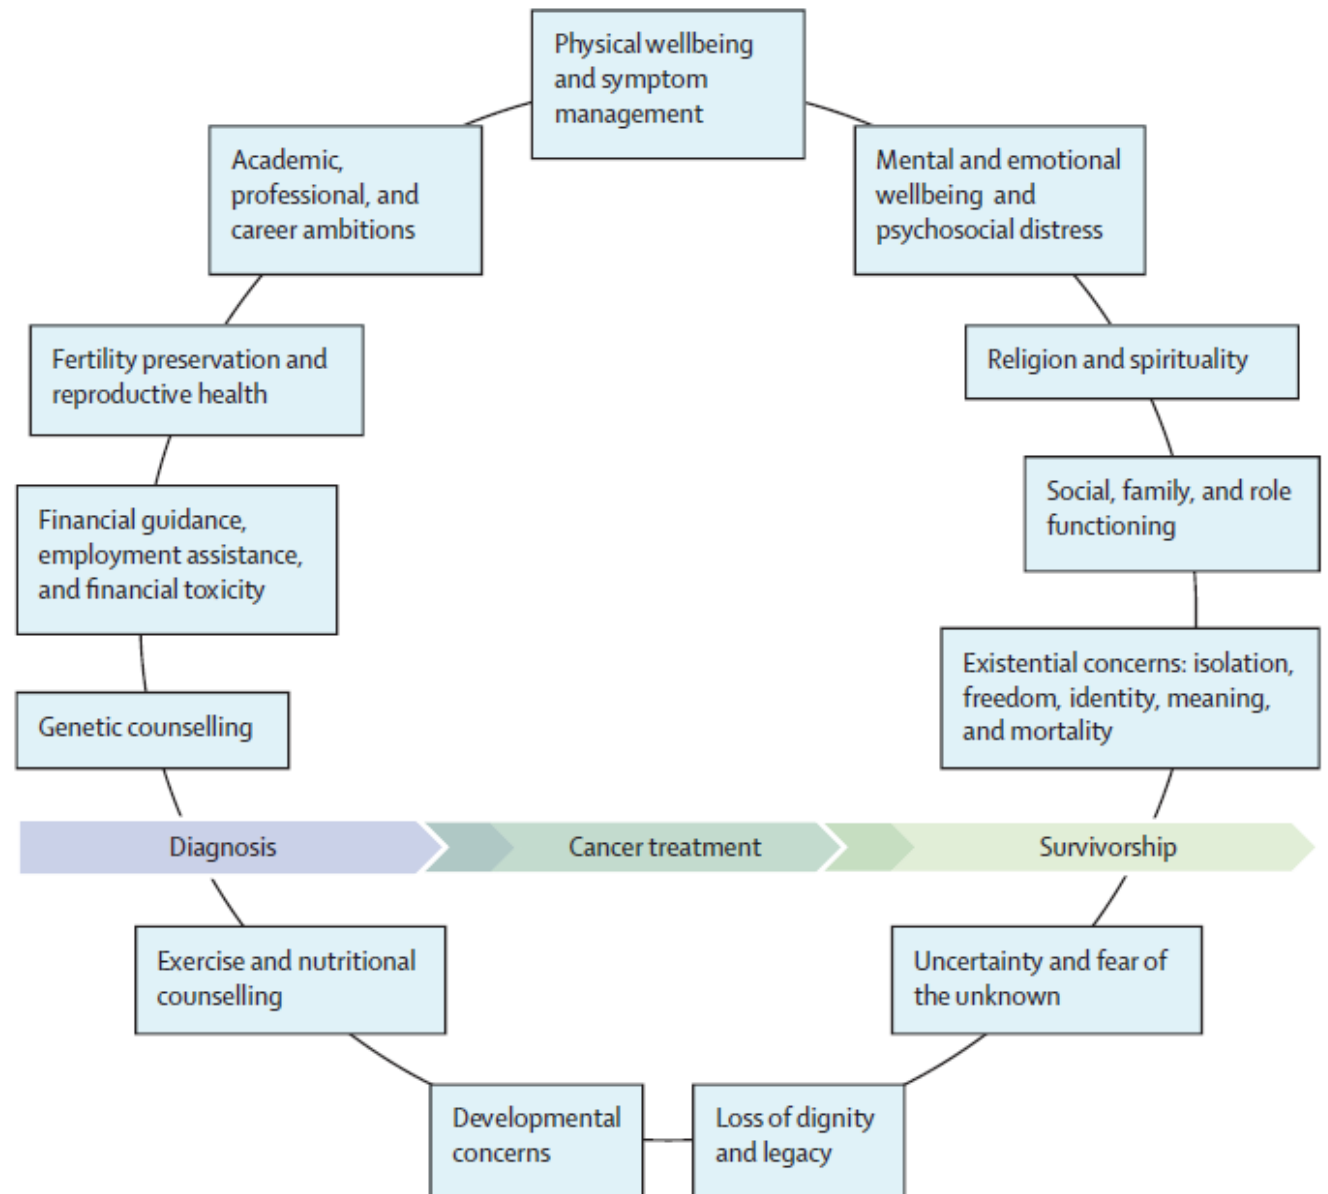 Physical wellbeing
and symptom
management
Academic,
professional, and
career ambitions
Mental and emotional
wellbeing and
psychosocial distress
Fertility preservation and
reproductive health
Religion and spirituality
Social, family, and role
functioning
Financial guidance,
employment assistance,
and financial toxicity
Existential concerns: isolation,
freedom, identity, meaning,
and mortality
Genetic counselling
Diagnosis
Cancer treatment
Survivorship
Exercise and nutritional
counselling
Uncertainty and fear of
the unknown
Developmental
concerns
Loss of dignity
and legacy